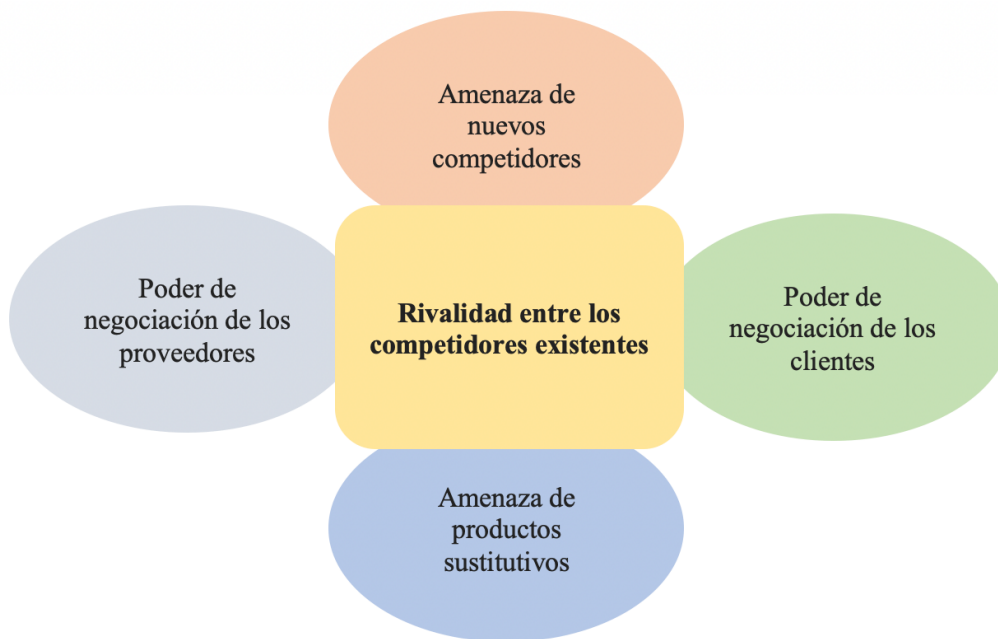 Amenaza de
nuevos
competidores
Poder de
negociación de los
proveedores
Rivalidad entre los
competidores existentes
Poder de
negociación de los
clientes
Amenaza de
productos
sustitutivos